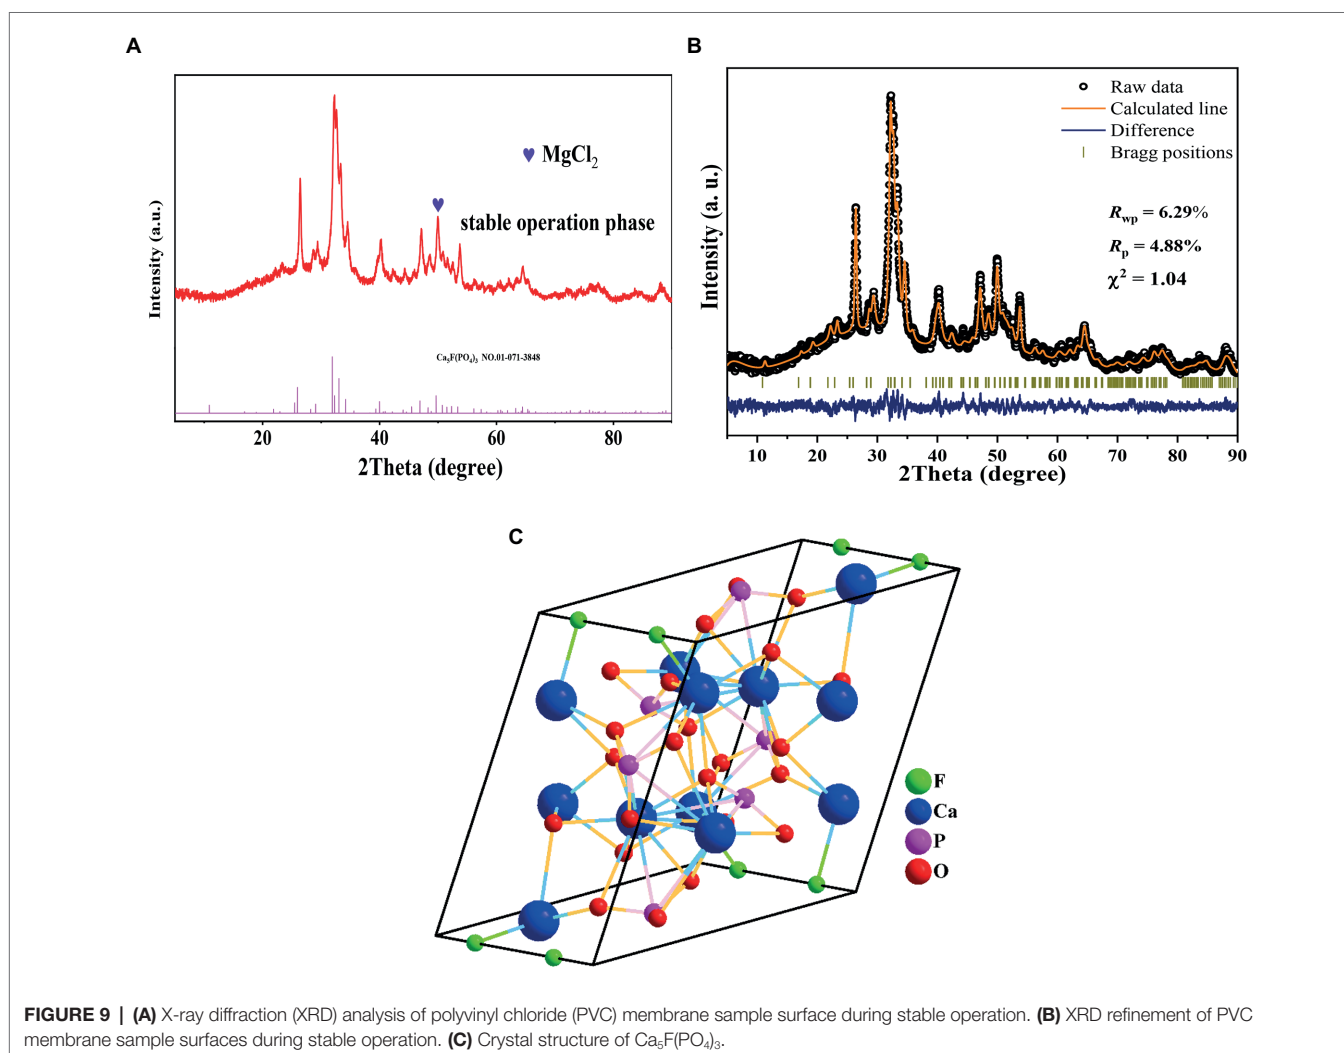 A
♥ MgCl₂
stable operation phase
Intensity (a.u.)
Ca₅F(PO₄)₃ NO.01-071-3848
20 40 60 80
2Theta (degree)
B
Raw data
Calculated line
Difference
Bragg positions
R_wp = 6.29%
R_p = 4.88%
χ² = 1.04
Intensity (a. u.)
10 20 30 40 50 60 70 80 90
2Theta (degree)
C
F
Ca
P
O
FIGURE 9 | (A) X-ray diffraction (XRD) analysis of polyvinyl chloride (PVC) membrane sample surface during stable operation. (B) XRD refinement of PVC
membrane sample surfaces during stable operation. (C) Crystal structure of Ca₅F(PO₄)₃.